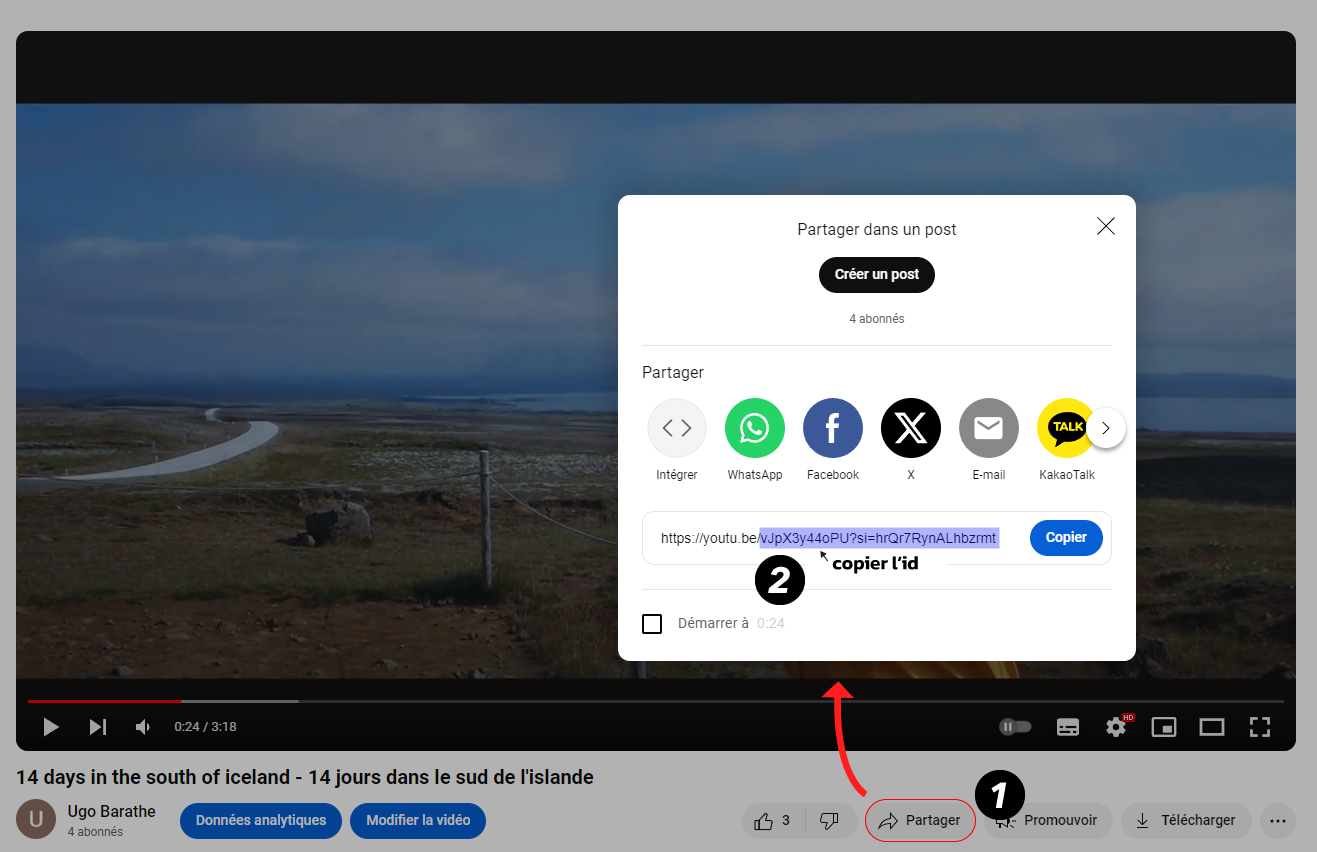 Partager dans un post
Créer un post
4 abonnés
Partager
TALK
Intégrer
WhatsApp
Facebook
X
E-mail
KakaoTalk
https://youtu.be/vJpX3y44oPU?si=hrQr7RynALhbzrmt
Copier
copier l'id
2
Démarrer à 0:24
0:24 / 3:18
HD
14 days in the south of iceland - 14 jours dans le sud de l'islande
U
Ugo Barathe
4 abonnés
Données analytiques
Modifier la vidéo
3
Partager
1
Promouvoir
Télécharger